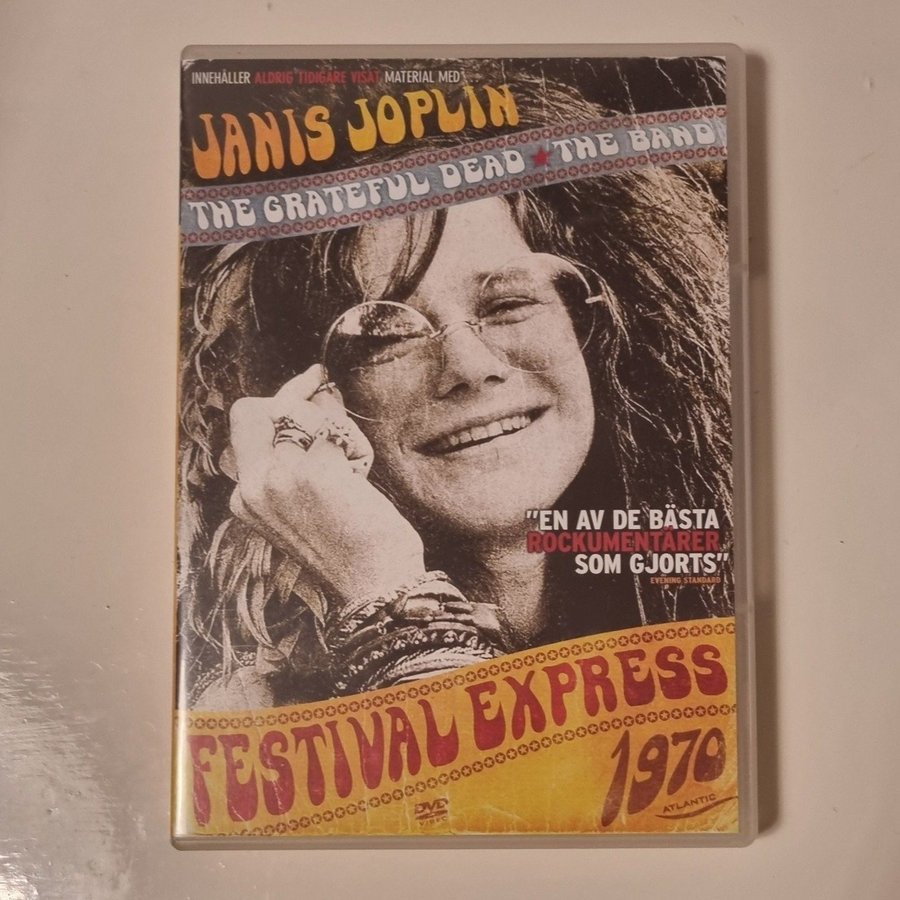 INNEHÅLLER ALDRIG TIDIGARE VISAT MATERIAL MED
JANIS JOPLIN
THE GRATEFUL DEAD ★ THE BAND
"EN AV DE BÄSTA
ROCKUMENTÄRER
SOM GJORTS"
EVENING STANDARD
FESTIVAL EXPRESS
1970
DVD
VIDEO
ATLANTIC